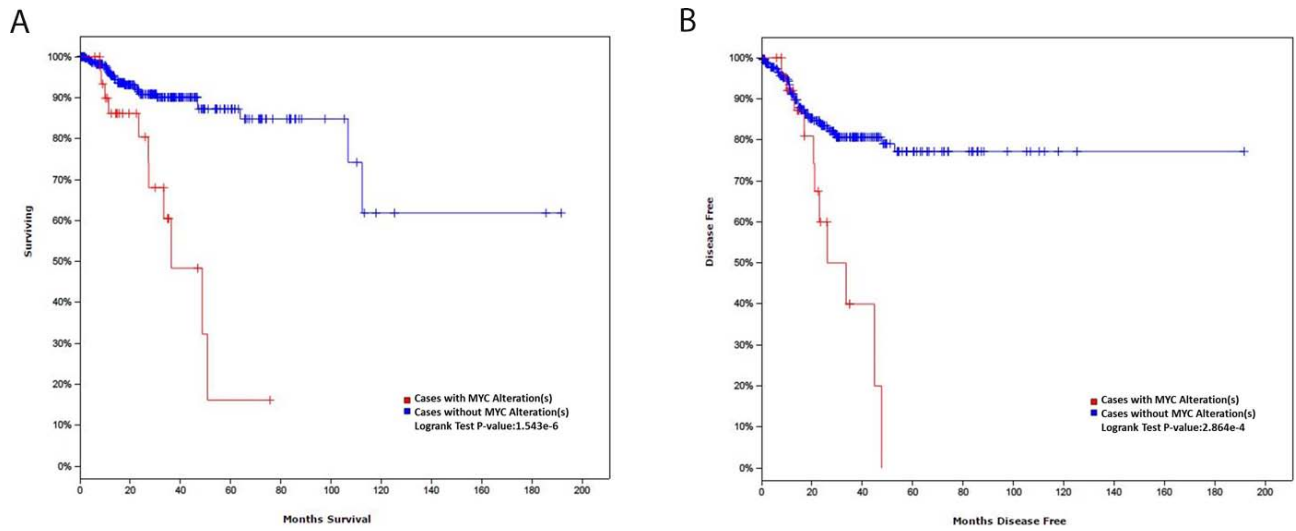 A
100%
90%
80%
70%
60%
50%
40%
30%
20%
10%
0%
Surviving
0 20 40 60 80 100 120 140 160 180 200
Months Survival
Cases with MYC Alteration(s)
Cases without MYC Alteration(s)
Logrank Test P-value:1.543e-6
B
100%
90%
80%
70%
60%
50%
40%
30%
20%
10%
0%
Disease Free
0 20 40 60 80 100 120 140 160 180 200
Months Disease Free
Cases with MYC Alteration(s)
Cases without MYC Alteration(s)
Logrank Test P-value:2.864e-4